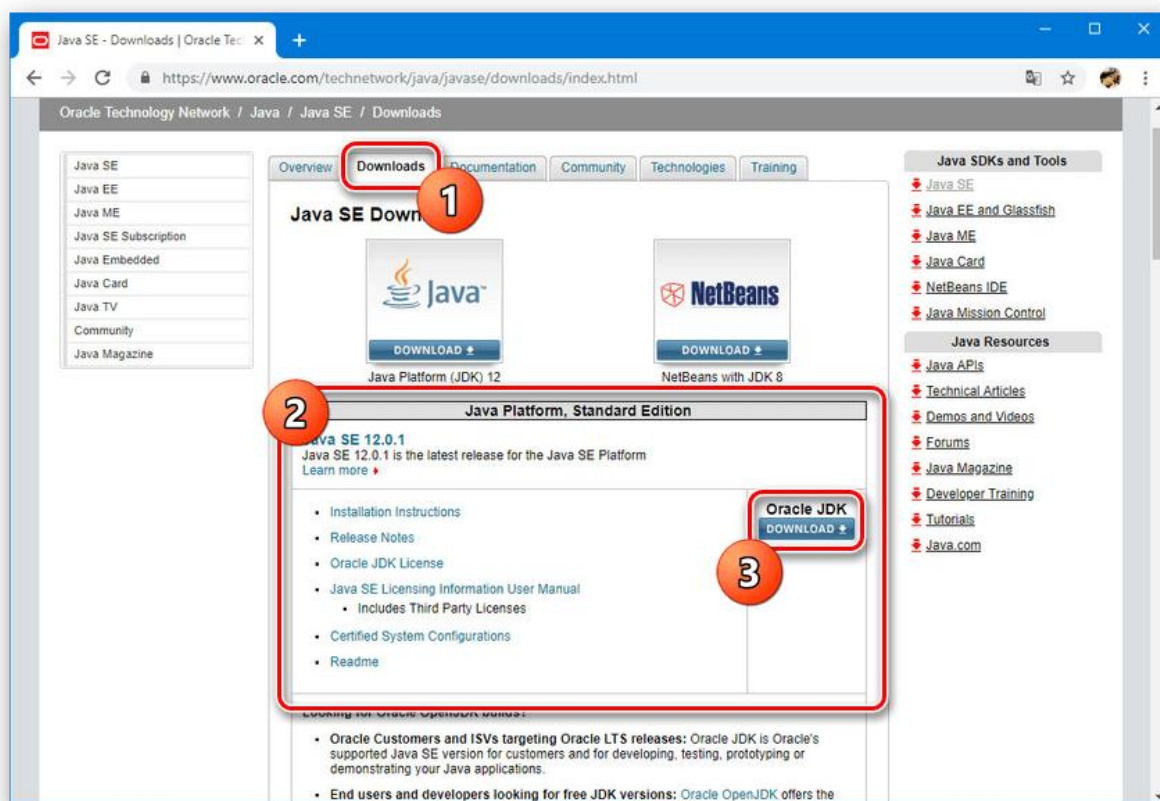 Java SE - Downloads | Oracle Tec
https://www.oracle.com/technetwork/java/javase/downloads/index.html
Oracle Technology Network / Java / Java SE / Downloads
Java SE
Java EE
Java ME
Java SE Subscription
Java Embedded
Java Card
Java TV
Community
Java Magazine
Overview Downloads Documentation Community Technologies Training
1
Java SE Down
Java
DOWNLOAD
Java Platform (JDK) 12
NetBeans
DOWNLOAD
NetBeans with JDK 8
2
Java Platform, Standard Edition
Java SE 12.0.1
Java SE 12.0.1 is the latest release for the Java SE Platform
Learn more
Installation Instructions
Release Notes
Oracle JDK License
Java SE Licensing Information User Manual
Includes Third Party Licenses
Certified System Configurations
Readme
Oracle JDK
DOWNLOAD
3
Looking for Oracle OpenJDK builds?
Oracle Customers and ISVs targeting Oracle LTS releases: Oracle JDK is Oracle's
supported Java SE version for customers and for developing, testing, prototyping or
demonstrating your Java applications.
End users and developers looking for free JDK versions: Oracle OpenJDK offers the
Java SDKs and Tools
Java SE
Java EE and Glassfish
Java ME
Java Card
NetBeans IDE
Java Mission Control
Java Resources
Java APIs
Technical Articles
Demos and Videos
Forums
Java Magazine
Developer Training
Tutorials
Java.com